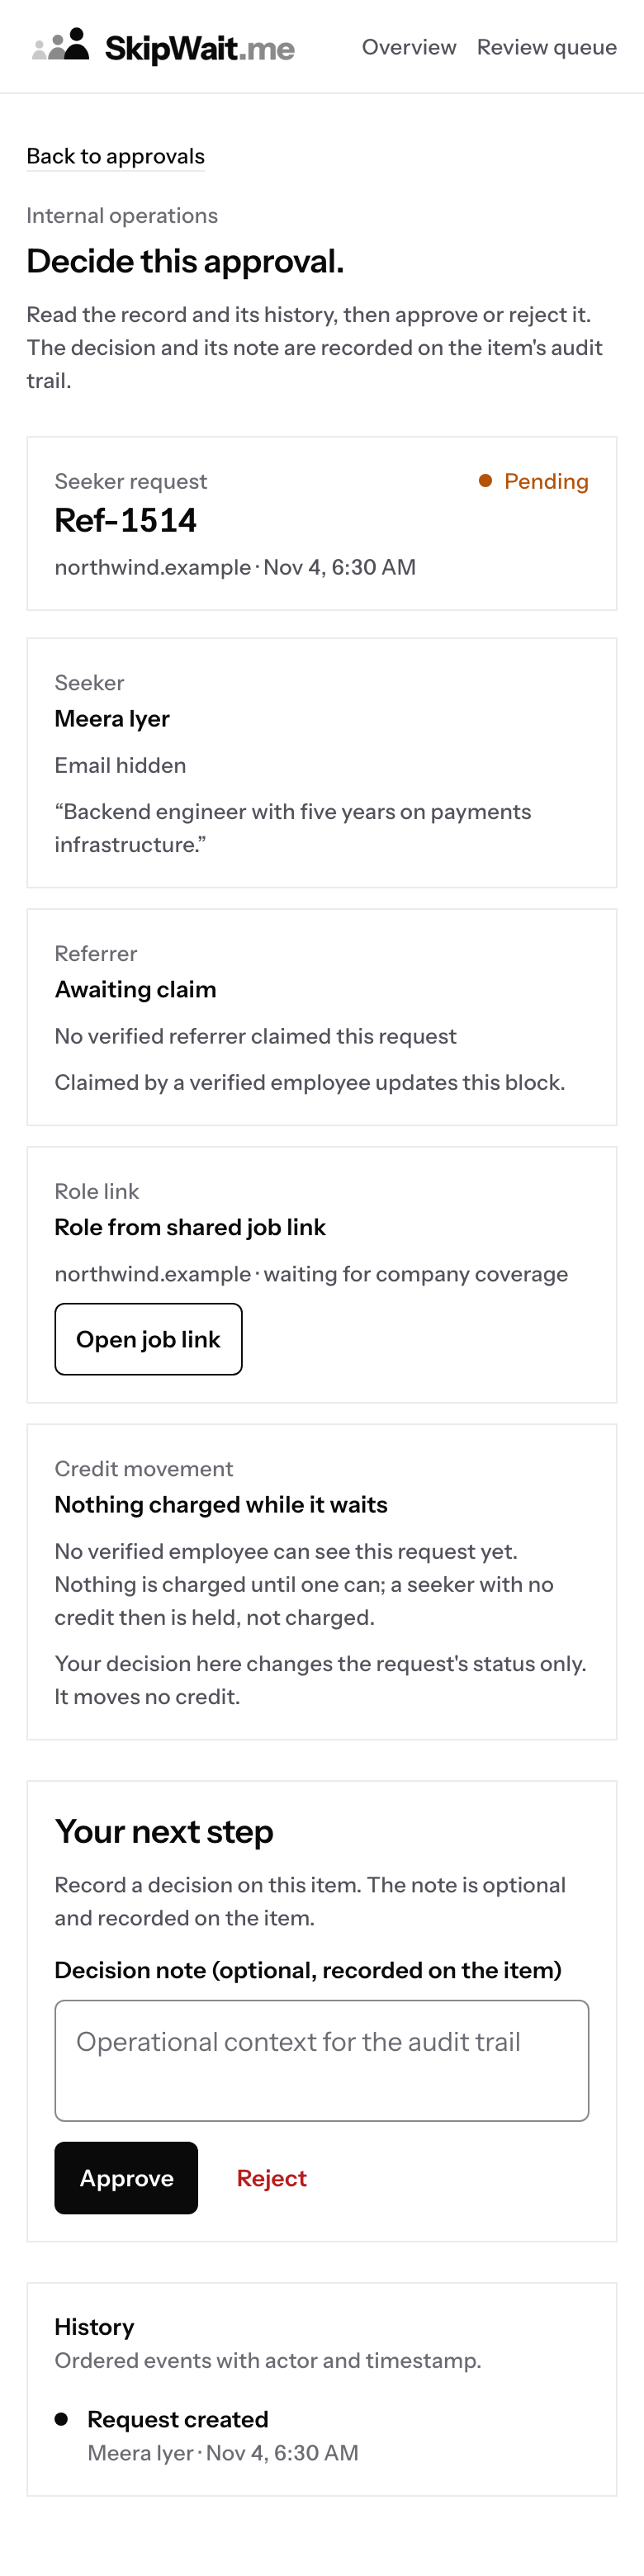 SkipWait.me
Overview
Review queue
Back to approvals
Internal operations
Decide this approval.
Read the record and its history, then approve or reject it.
The decision and its note are recorded on the item's audit
trail.
Seeker request
Pending
Ref-1514
northwind.example · Nov 4, 6:30 AM
Seeker
Meera Iyer
Email hidden
“Backend engineer with five years on payments
infrastructure.”
Referrer
Awaiting claim
No verified referrer claimed this request
Claimed by a verified employee updates this block.
Role link
Role from shared job link
northwind.example · waiting for company coverage
Open job link
Credit movement
Nothing charged while it waits
No verified employee can see this request yet.
Nothing is charged until one can; a seeker with no
credit then is held, not charged.
Your decision here changes the request's status only.
It moves no credit.
Your next step
Record a decision on this item. The note is optional
and recorded on the item.
Decision note (optional, recorded on the item)
Operational context for the audit trail
Approve
Reject
History
Ordered events with actor and timestamp.
Request created
Meera Iyer · Nov 4, 6:30 AM